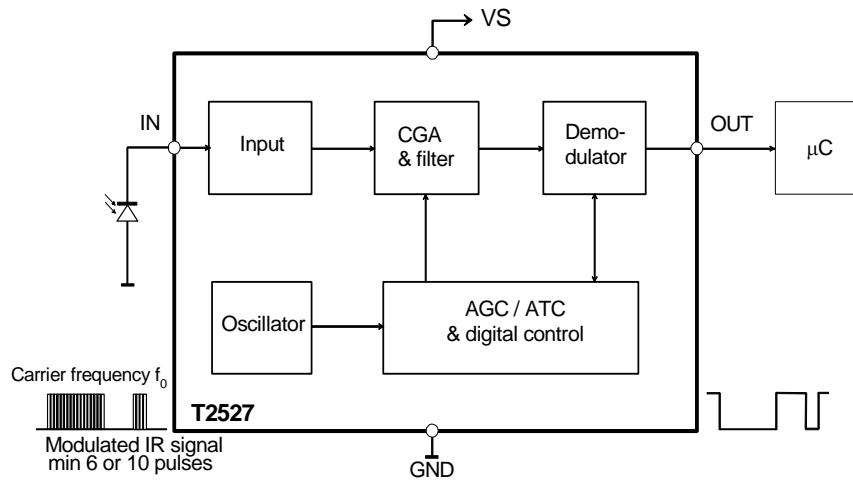 VS
IN
Input
CGA
& filter
Demo-
dulator
OUT
μC
Oscillator
AGC / ATC
& digital control
Carrier frequency f₀
T2527
Modulated IR signal
min 6 or 10 pulses
GND